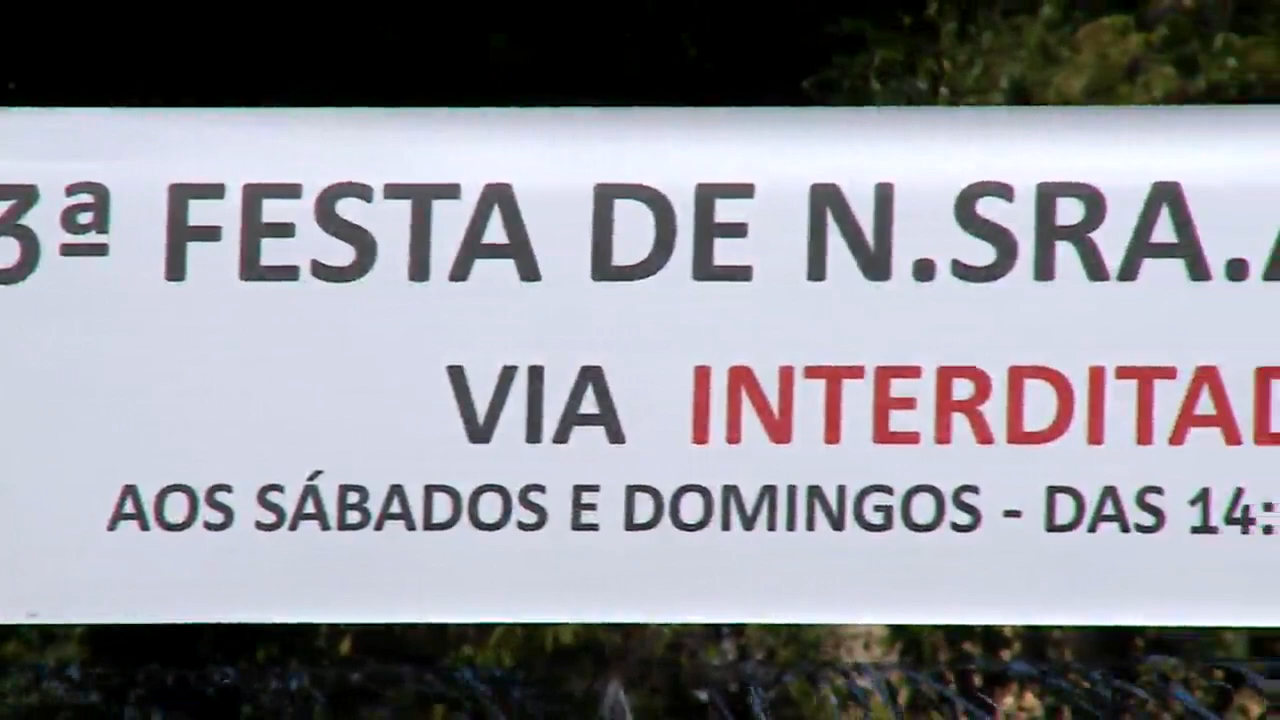 3ª FESTA DE N.SRA.
VIA INTERDITAD
AOS SÁBADOS E DOMINGOS - DAS 14: